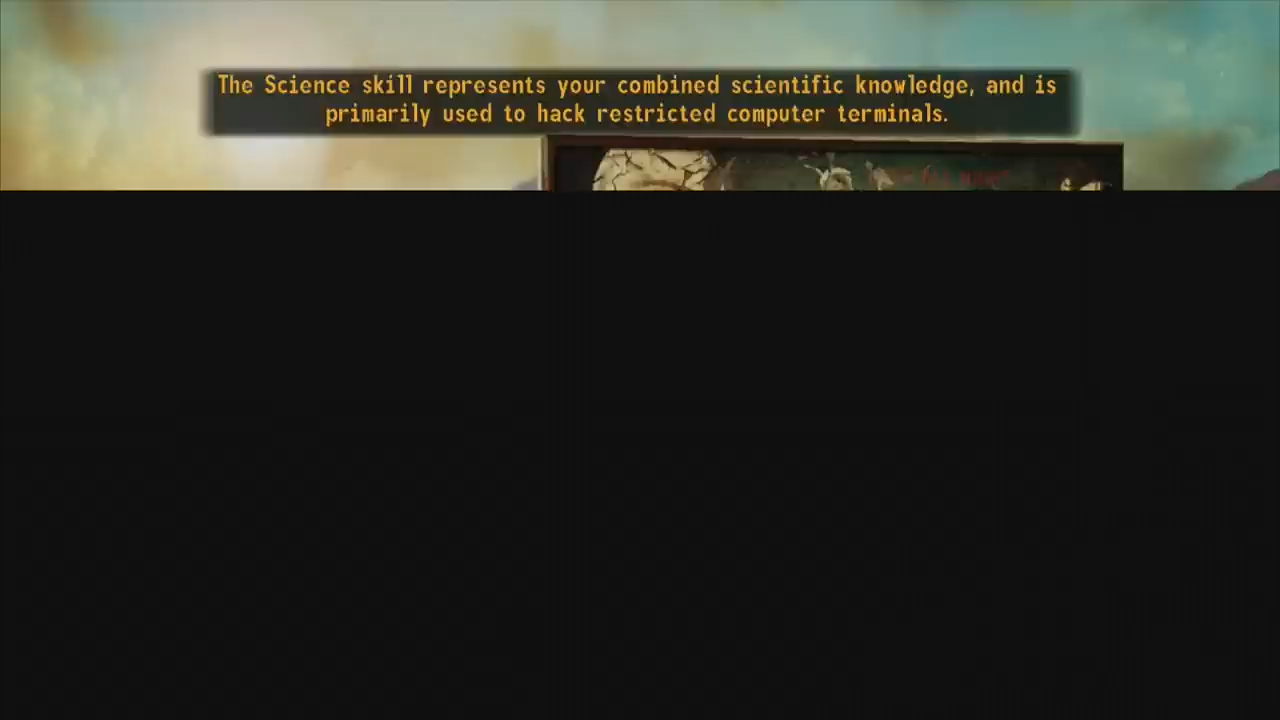 The Science skill represents your combined scientific knowledge, and is
primarily used to hack restricted computer terminals.